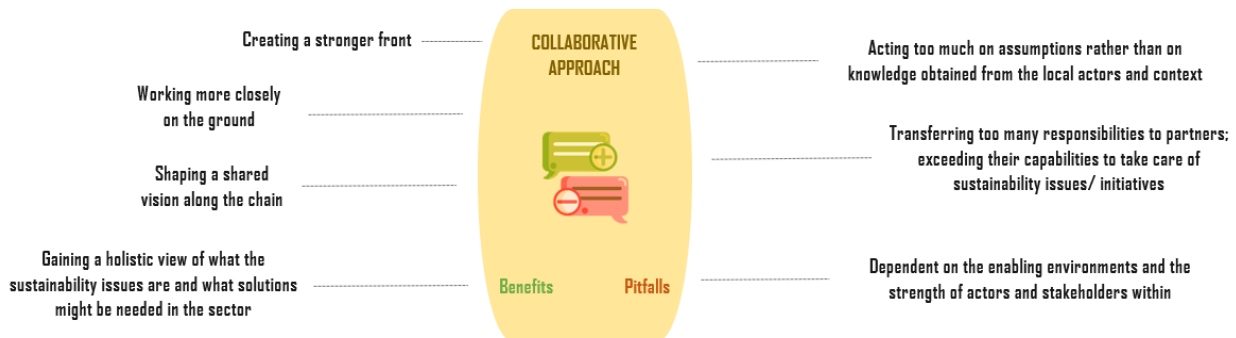 COLLABORATIVE
APPROACH
Creating a stronger front
Working more closely
on the ground
Shaping a shared
vision along the chain
Gaining a holistic view of what the
sustainability issues are and what solutions
might be needed in the sector
Benefits
Pitfalls
Acting too much on assumptions rather than on
knowledge obtained from the local actors and context
Transferring too many responsibilities to partners;
exceeding their capabilities to take care of
sustainability issues/ initiatives
Dependent on the enabling environments and the
strength of actors and stakeholders within